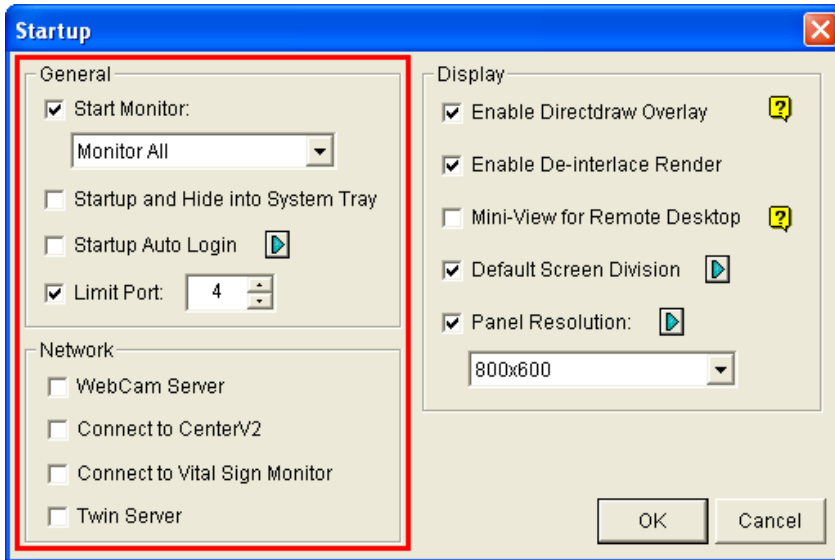 Startup
General
Start Monitor:
Monitor All
Startup and Hide into System Tray
Startup Auto Login
Limit Port: 4
Network
WebCam Server
Connect to CenterV2
Connect to Vital Sign Monitor
Twin Server
Display
Enable Directdraw Overlay ?
Enable De-interlace Render
Mini-View for Remote Desktop ?
Default Screen Division
Panel Resolution:
800x600
OK
Cancel